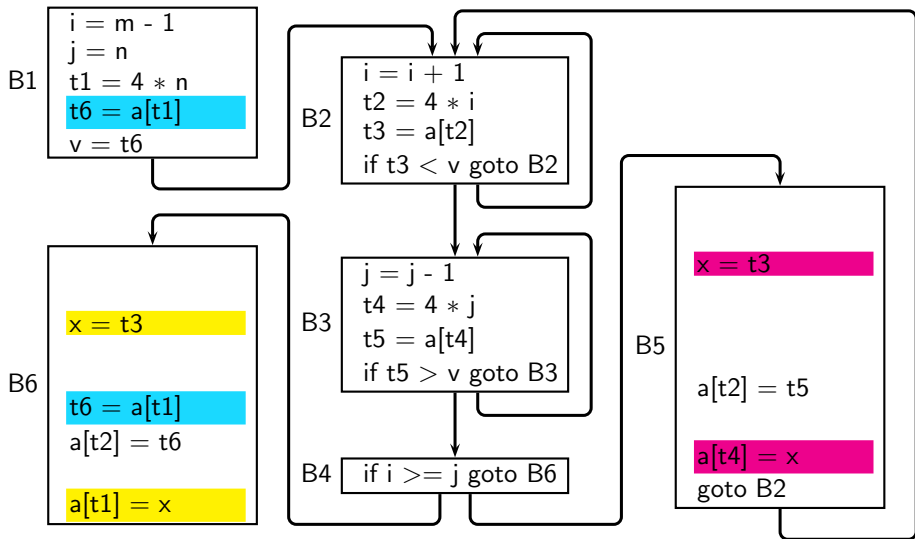 B1
i = m - 1
j = n
t1 = 4 * n
t6 = a[t1]
v = t6
B2
i = i + 1
t2 = 4 * i
t3 = a[t2]
if t3 < v goto B2
B3
j = j - 1
t4 = 4 * j
t5 = a[t4]
if t5 > v goto B3
B4
if i >= j goto B6
B5
x = t3
a[t2] = t5
a[t4] = x
goto B2
B6
x = t3
t6 = a[t1]
a[t2] = t6
a[t1] = x